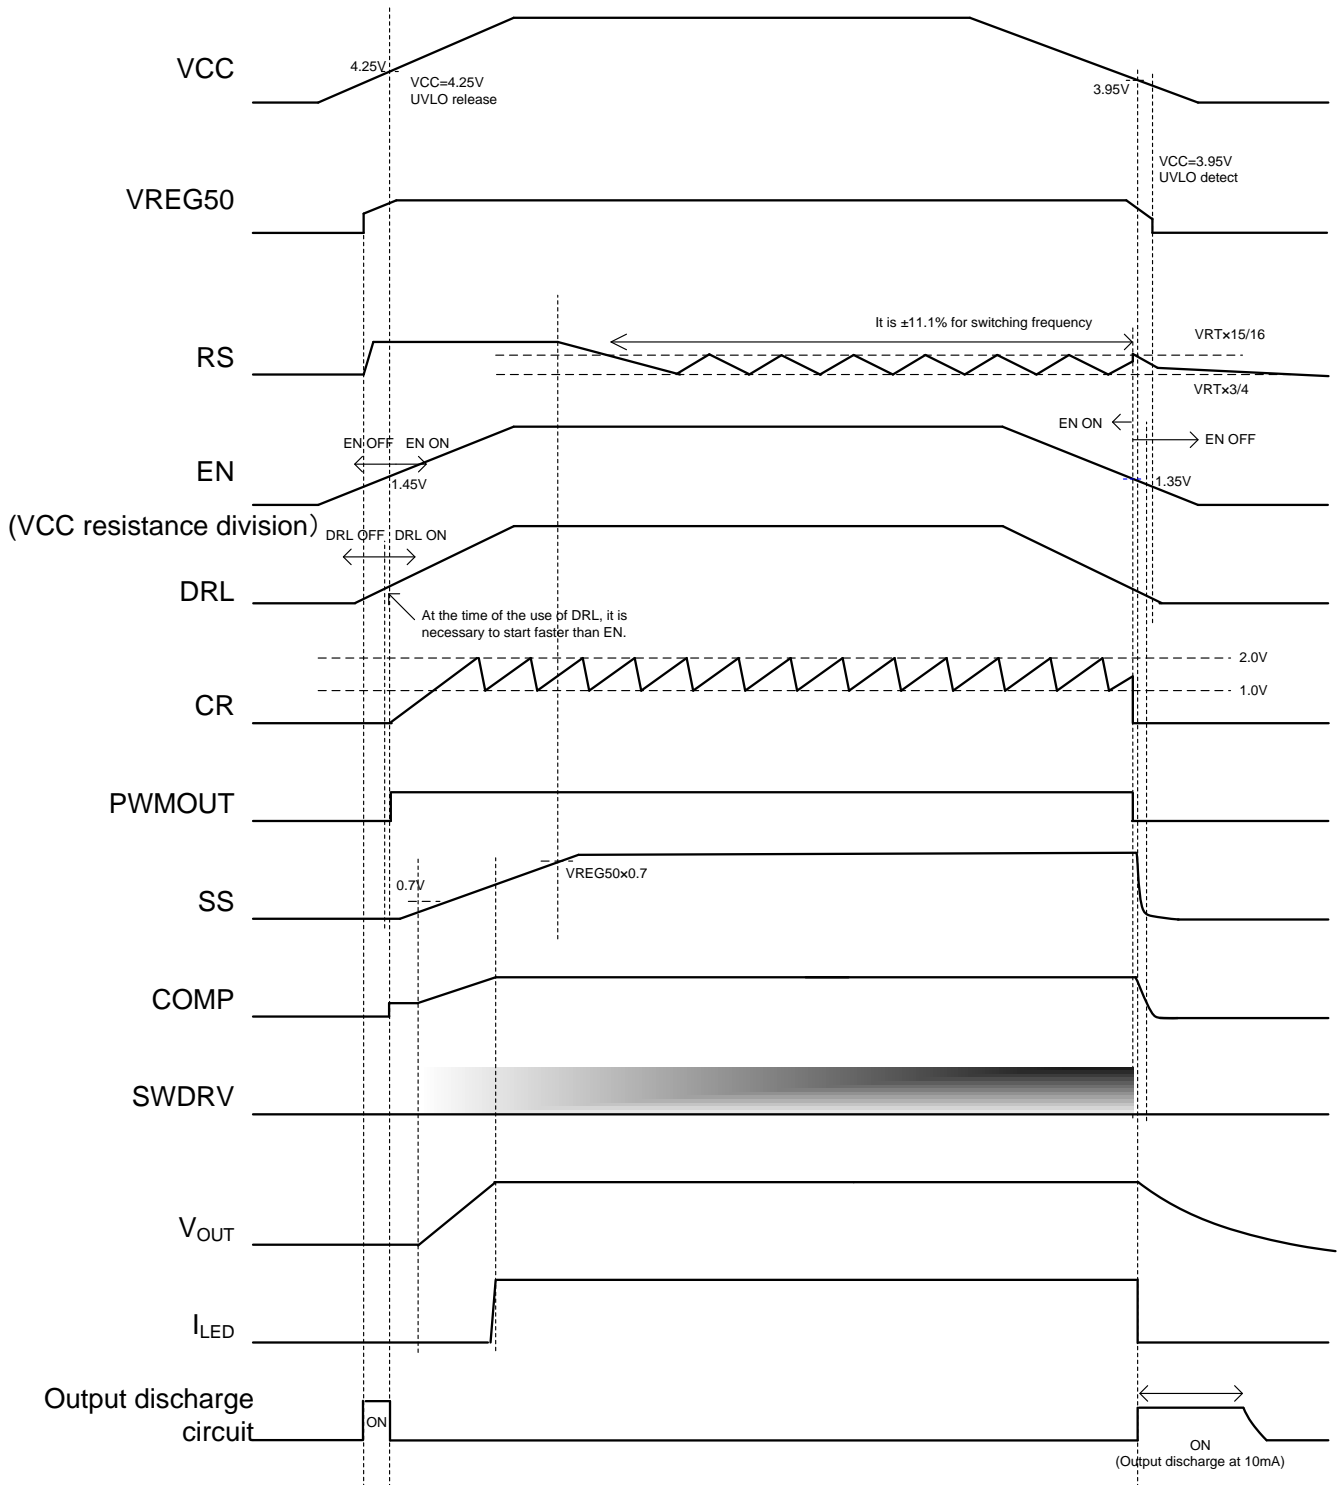 VCC
4.25V
VCC=4.25V
UVLO release
3.95V
VCC=3.95V
UVLO detect
VREG50
It is ±11.1% for switching frequency
VRT×15/16
RS
VRT×3/4
EN ON
EN OFF
EN OFF EN ON
EN
1.45V
1.35V
(VCC resistance division）
DRL OFF DRL ON
DRL
At the time of the use of DRL, it is
necessary to start faster than EN.
2.0V
CR
1.0V
PWMOUT
VREG50×0.7
0.7V
SS
COMP
SWDRV
VOUT
ILED
Output discharge
circuit
ON
ON
(Output discharge at 10mA)